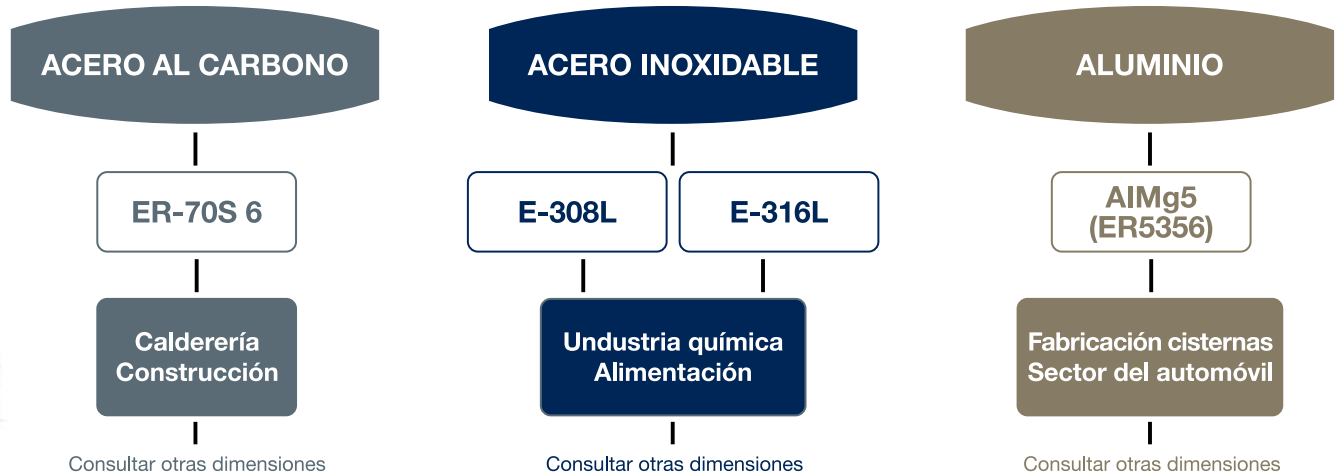 ACERO AL CARBONO
ER-70S 6
Calderería
Construcción
Consultar otras dimensiones
ACERO INOXIDABLE
E-308L
E-316L
Undustria química
Alimentación
Consultar otras dimensiones
ALUMINIO
AlMg5
(ER5356)
Fabricación cisternas
Sector del automóvil
Consultar otras dimensiones